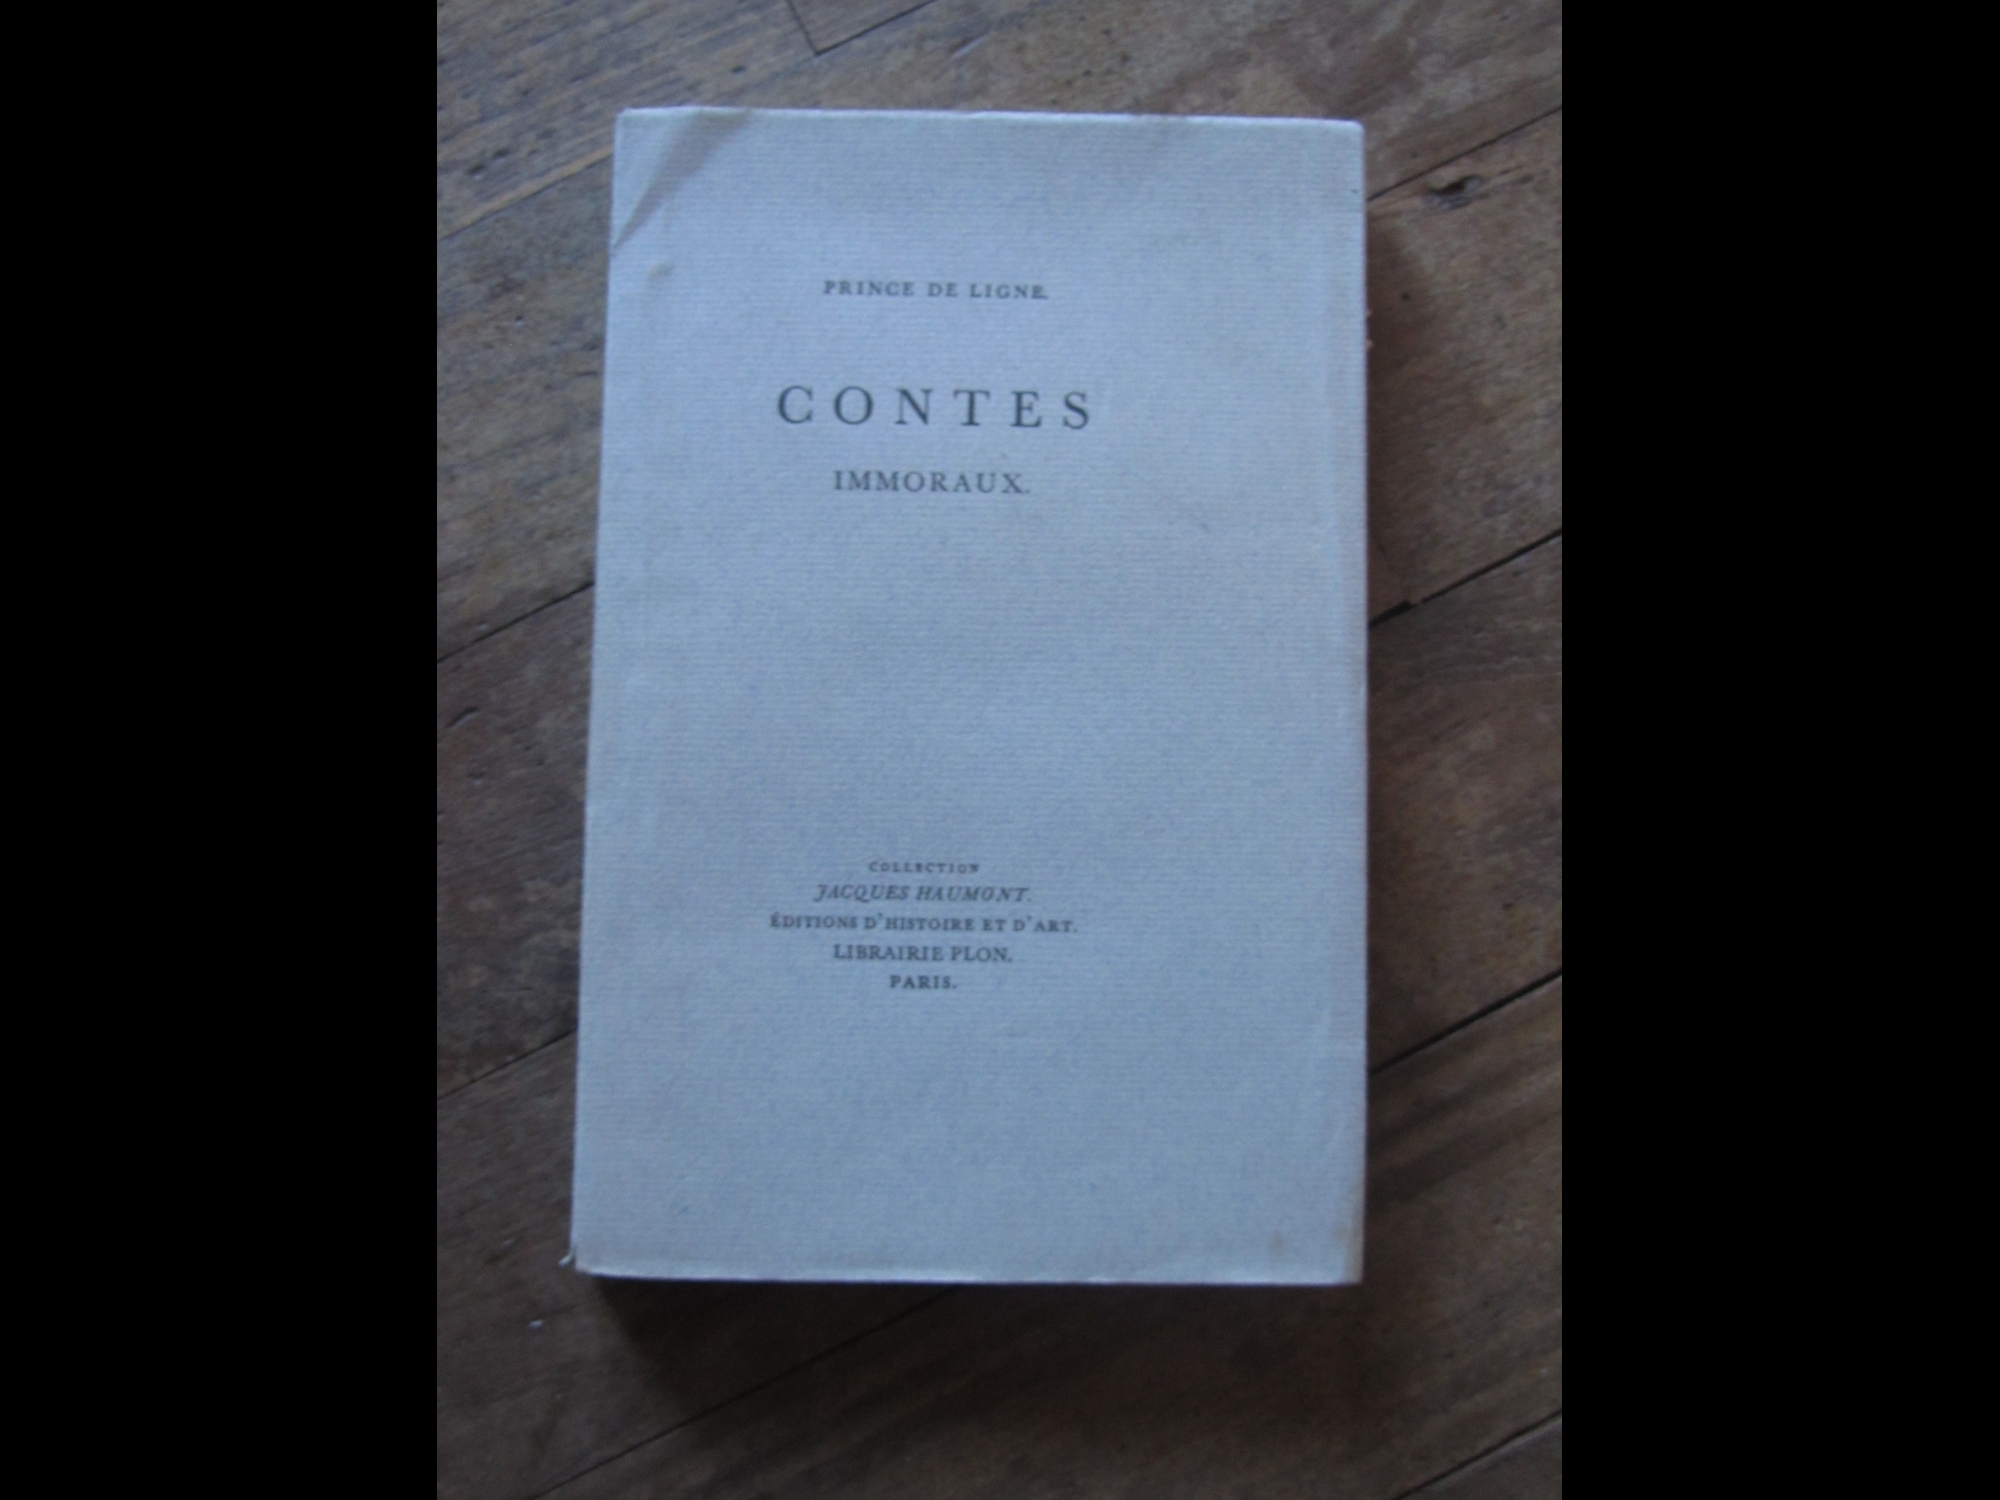 PRINCE DE LIGNE.
CONTES
IMMORAUX.
COLLECTION
JACQUES HAUMONT.
ÉDITIONS D'HISTOIRE ET D'ART.
LIBRAIRIE PLON.
PARIS.